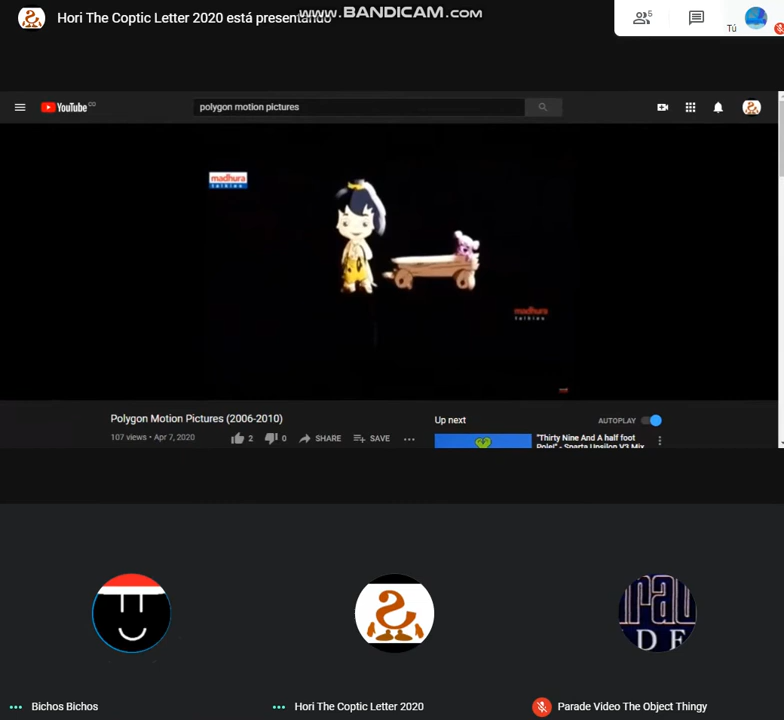 Hori The Coptic Letter 2020 está presentando
www.BANDICAM.com
5
Tú
YouTube CO
polygon motion pictures
madhura
talkies
madhura
talkies
Polygon Motion Pictures (2006-2010)
107 views • Apr 7, 2020
2
0
SHARE
SAVE
Up next
AUTOPLAY
"Thirty Nine And A half foot
Pole!" - Sparta Upsilon V3 Mix
D E
Bichos Bichos
Hori The Coptic Letter 2020
Parade Video The Object Thingy